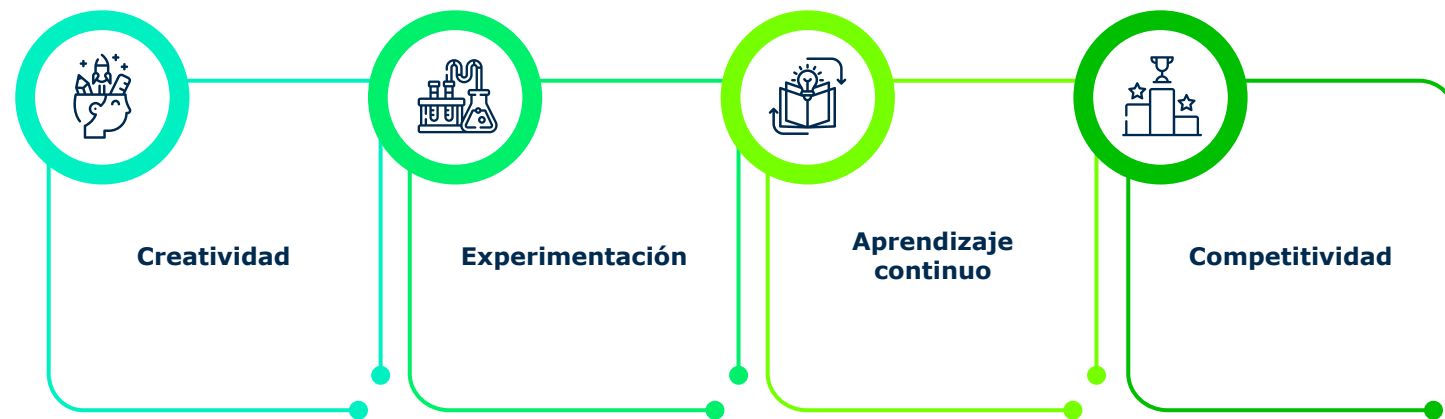 Creatividad
Experimentación
Aprendizaje
continuo
Competitividad